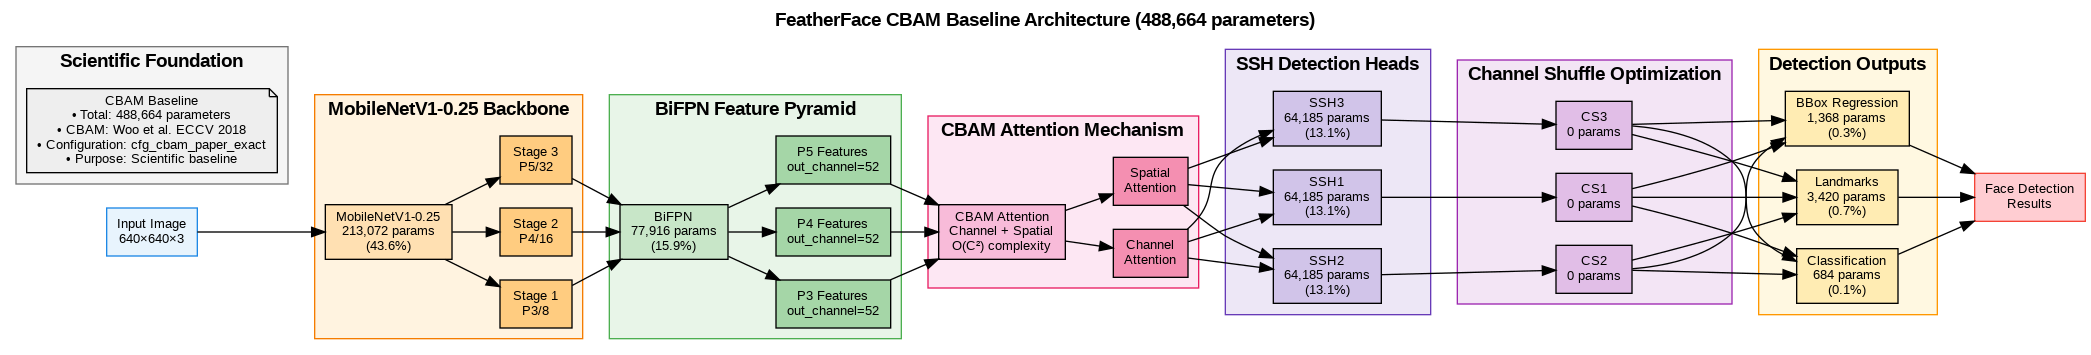 FeatherFace CBAM Baseline Architecture (488,664 parameters)
Scientific Foundation
CBAM Baseline
• Total: 488,664 parameters
• CBAM: Woo et al. ECCV 2018
• Configuration: cfg_cbam_paper_exact
• Purpose: Scientific baseline
Input Image
640×640×3
MobileNetV1-0.25 Backbone
MobileNetV1-0.25
213,072 params
(43.6%)
Stage 3
P5/32
Stage 2
P4/16
Stage 1
P3/8
BiFPN Feature Pyramid
BiFPN
77,916 params
(15.9%)
P5 Features
out_channel=52
P4 Features
out_channel=52
P3 Features
out_channel=52
CBAM Attention Mechanism
CBAM Attention
Channel + Spatial
O(C²) complexity
Spatial
Attention
Channel
Attention
SSH Detection Heads
SSH3
64,185 params
(13.1%)
SSH1
64,185 params
(13.1%)
SSH2
64,185 params
(13.1%)
Channel Shuffle Optimization
CS3
0 params
CS1
0 params
CS2
0 params
Detection Outputs
BBox Regression
1,368 params
(0.3%)
Landmarks
3,420 params
(0.7%)
Classification
684 params
(0.1%)
Face Detection
Results